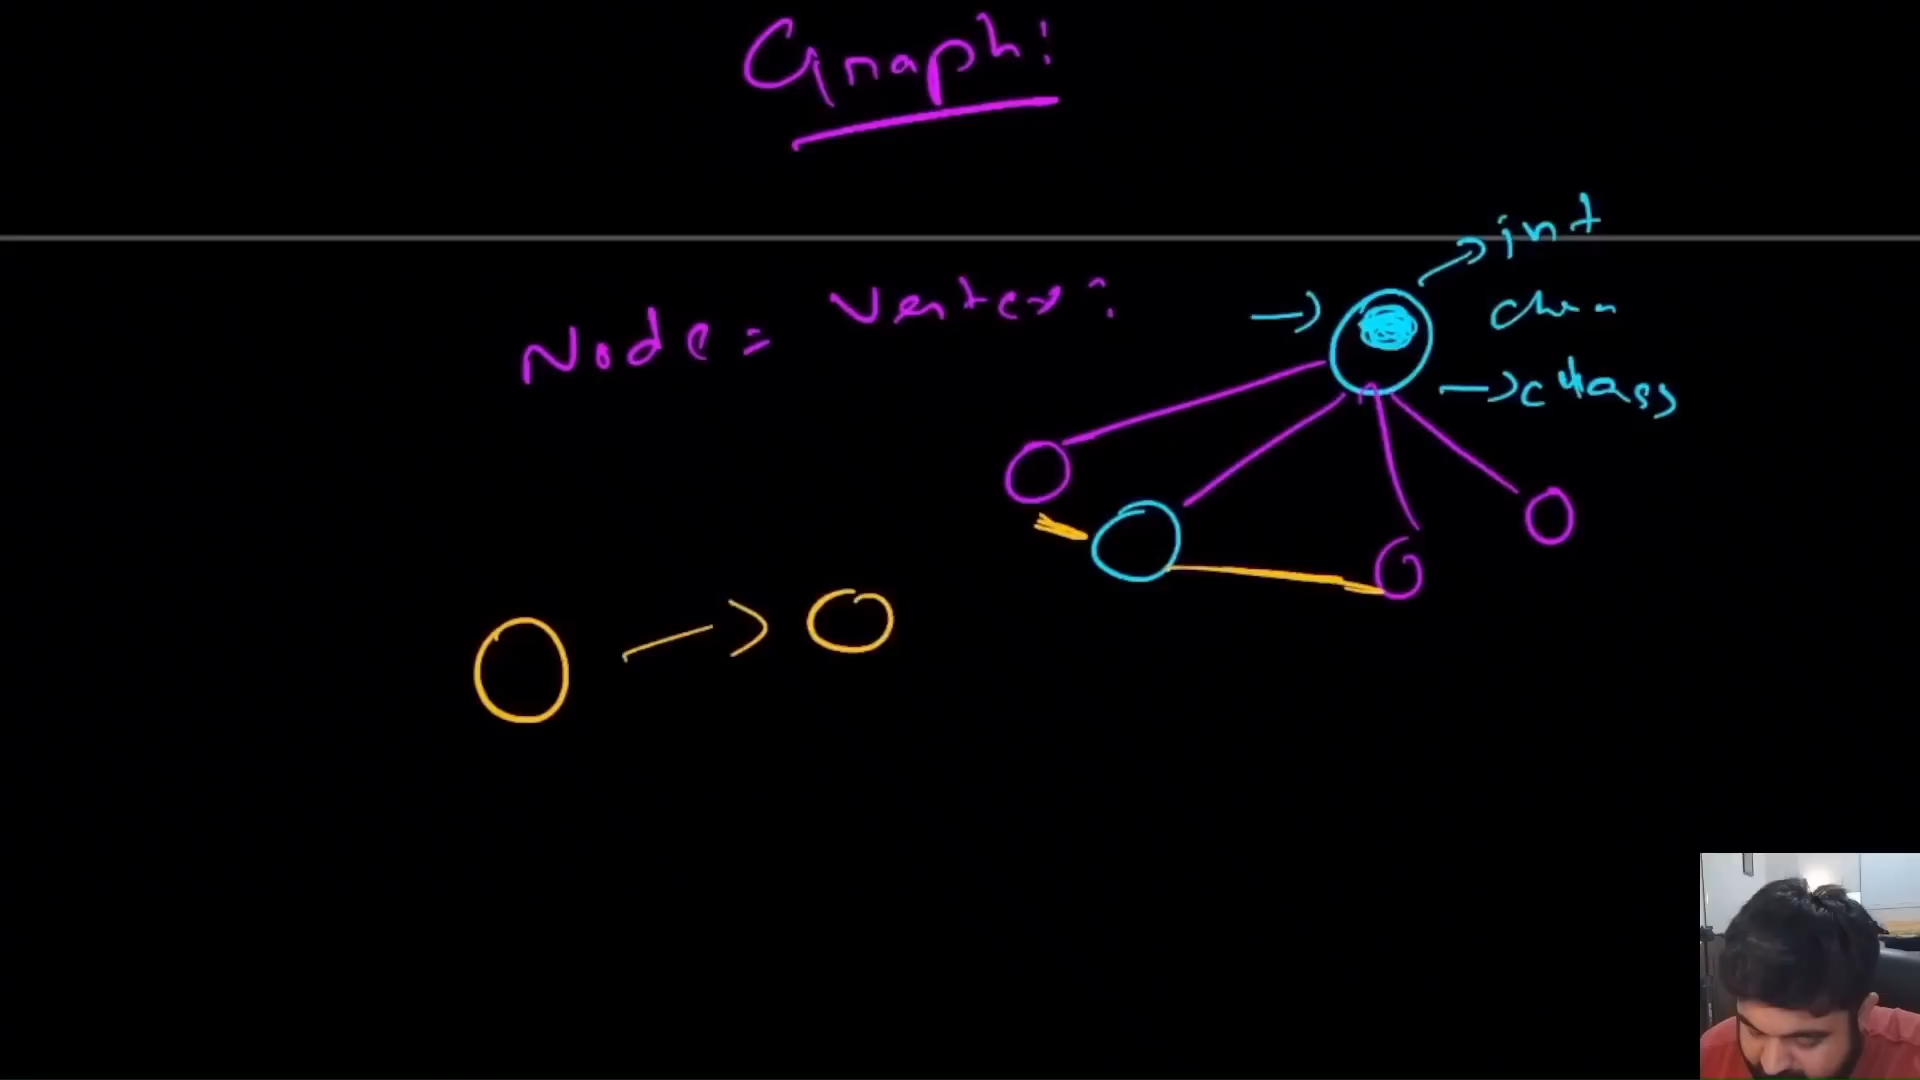 Graph:
int
Node = Vertex:
char
class